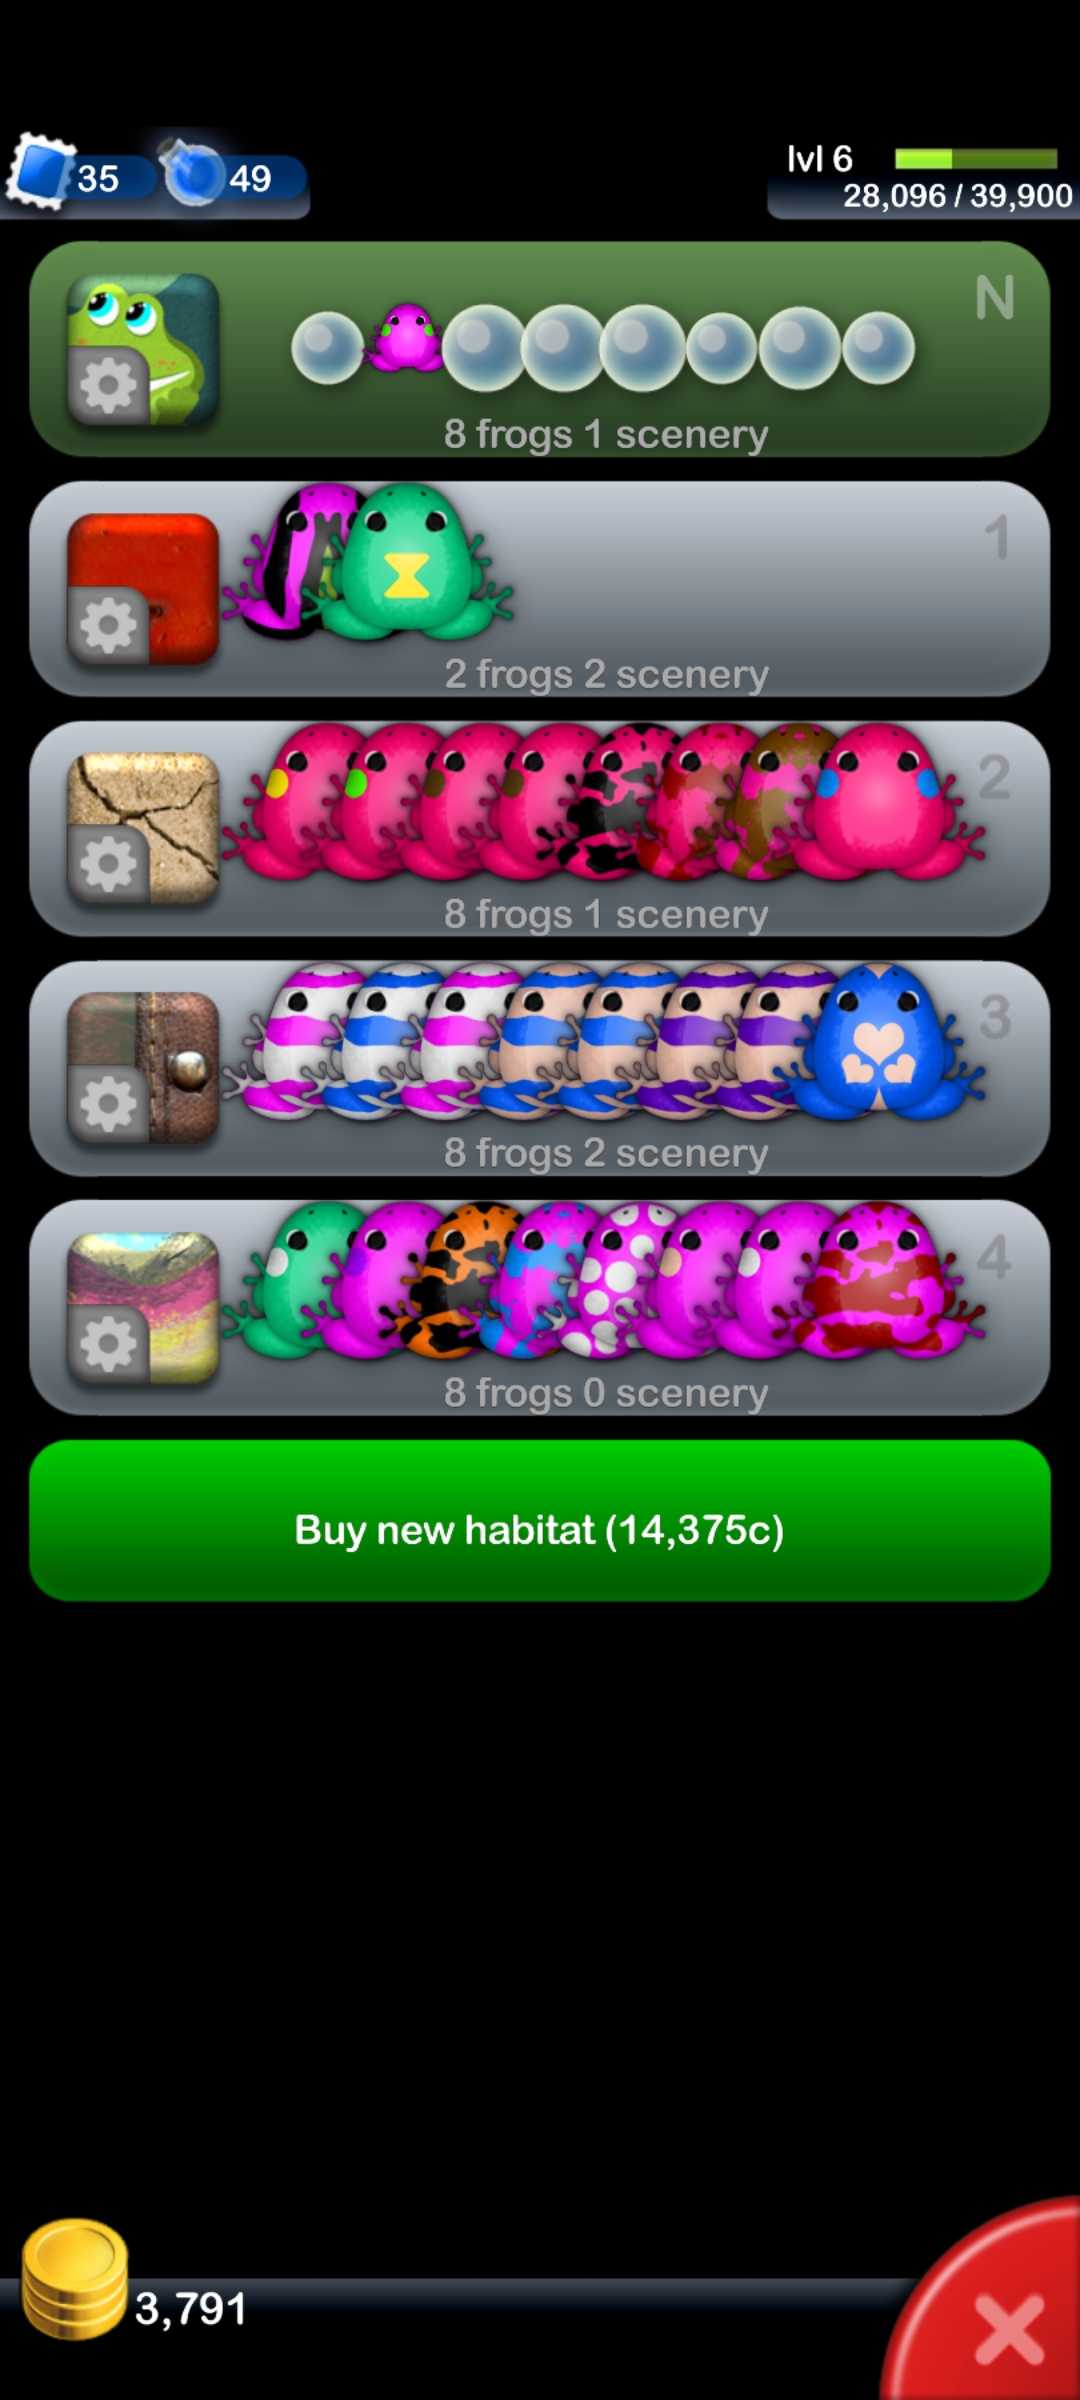 35
49
lvl 6
28,096 / 39,900
N
8 frogs 1 scenery
1
2 frogs 2 scenery
2
8 frogs 1 scenery
3
8 frogs 2 scenery
4
8 frogs 0 scenery
Buy new habitat (14,375c)
3,791